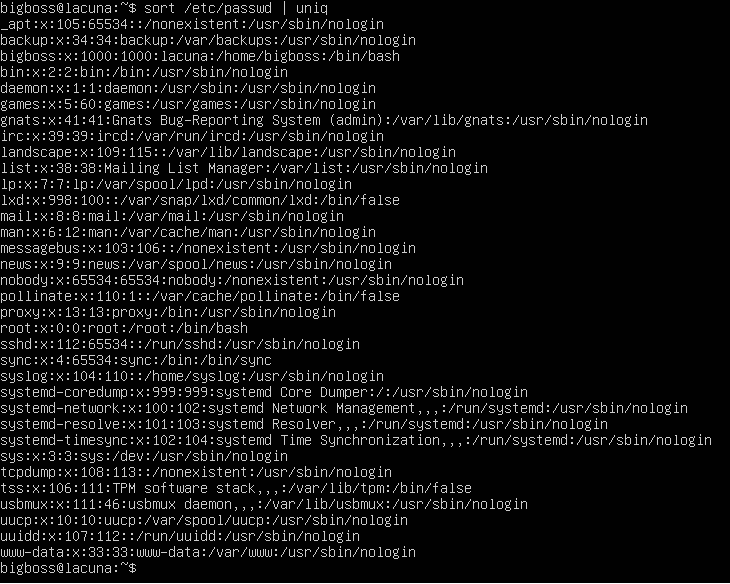 bigboss@lacuna:~$ sort /etc/passwd | uniq
_apt:x:105:65534::/nonexistent:/usr/sbin/nologin
backup:x:34:34:backup:/var/backups:/usr/sbin/nologin
bigboss:x:1000:1000:lacuna:/home/bigboss:/bin/bash
bin:x:2:2:bin:/bin:/usr/sbin/nologin
daemon:x:1:1:daemon:/usr/sbin:/usr/sbin/nologin
games:x:5:60:games:/usr/games:/usr/sbin/nologin
gnats:x:41:41:Gnats Bug-Reporting System (admin):/var/lib/gnats:/usr/sbin/nologin
irc:x:39:39:ircd:/var/run/ircd:/usr/sbin/nologin
landscape:x:109:115::/var/lib/landscape:/usr/sbin/nologin
list:x:38:38:Mailing List Manager:/var/list:/usr/sbin/nologin
lp:x:7:7:lp:/var/spool/lpd:/usr/sbin/nologin
lxd:x:998:100::/var/snap/lxd/common/lxd:/bin/false
mail:x:8:8:mail:/var/mail:/usr/sbin/nologin
man:x:6:12:man:/var/cache/man:/usr/sbin/nologin
messagebus:x:103:106::/nonexistent:/usr/sbin/nologin
news:x:9:9:news:/var/spool/news:/usr/sbin/nologin
nobody:x:65534:65534:nobody:/nonexistent:/usr/sbin/nologin
pollinate:x:110:1::/var/cache/pollinate:/bin/false
proxy:x:13:13:proxy:/bin:/usr/sbin/nologin
root:x:0:0:root:/root:/bin/bash
sshd:x:112:65534::/run/sshd:/usr/sbin/nologin
sync:x:4:65534:sync:/bin:/bin/sync
syslog:x:104:110::/home/syslog:/usr/sbin/nologin
systemd-coredump:x:999:999:systemd Core Dumper:/:/usr/sbin/nologin
systemd-network:x:100:102:systemd Network Management,,,:/run/systemd:/usr/sbin/nologin
systemd-resolve:x:101:103:systemd Resolver,,,:/run/systemd:/usr/sbin/nologin
systemd-timesync:x:102:104:systemd Time Synchronization,,,:/run/systemd:/usr/sbin/nologin
sys:x:3:3:sys:/dev:/usr/sbin/nologin
tcpdump:x:108:113::/nonexistent:/usr/sbin/nologin
tss:x:106:111:TPM software stack,,,:/var/lib/tpm:/bin/false
usbmux:x:111:46:usbmux daemon,,,:/var/lib/usbmux:/usr/sbin/nologin
uucp:x:10:10:uucp:/var/spool/uucp:/usr/sbin/nologin
uuidd:x:107:112::/run/uuidd:/usr/sbin/nologin
www-data:x:33:33:www-data:/var/www:/usr/sbin/nologin
bigboss@lacuna:~$